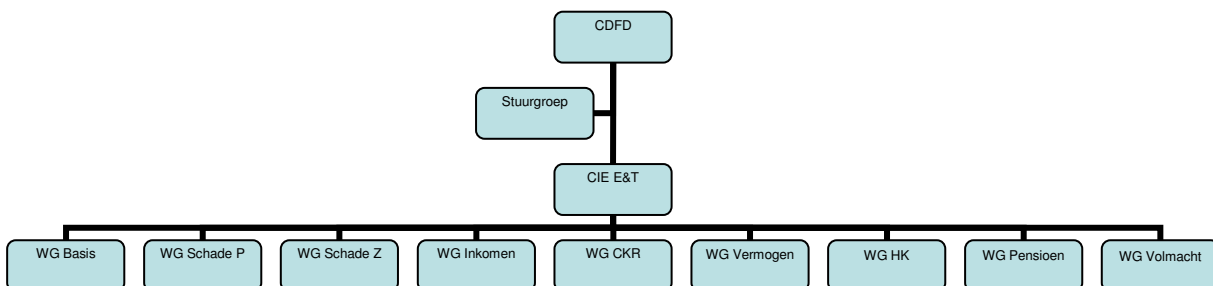 CDFD
Stuurgroep
CIE E&T
WG Basis
WG Schade P
WG Schade Z
WG Inkomen
WG CKR
WG Vermogen
WG HK
WG Pensioen
WG Volmacht